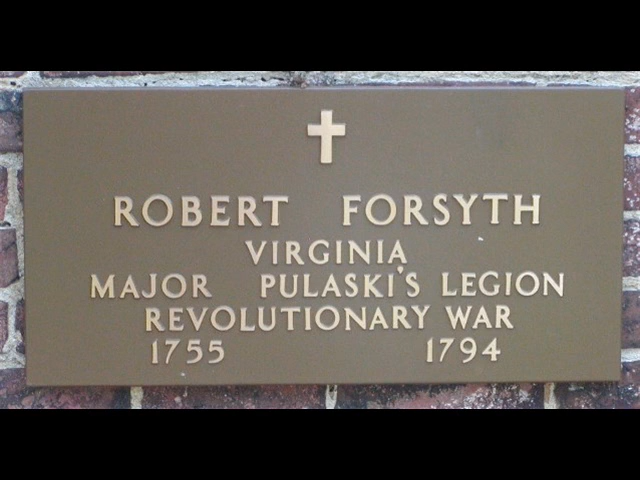 ROBERT FORSYTH
VIRGINIA
MAJOR PULASKI'S LEGION
REVOLUTIONARY WAR
1755 1794